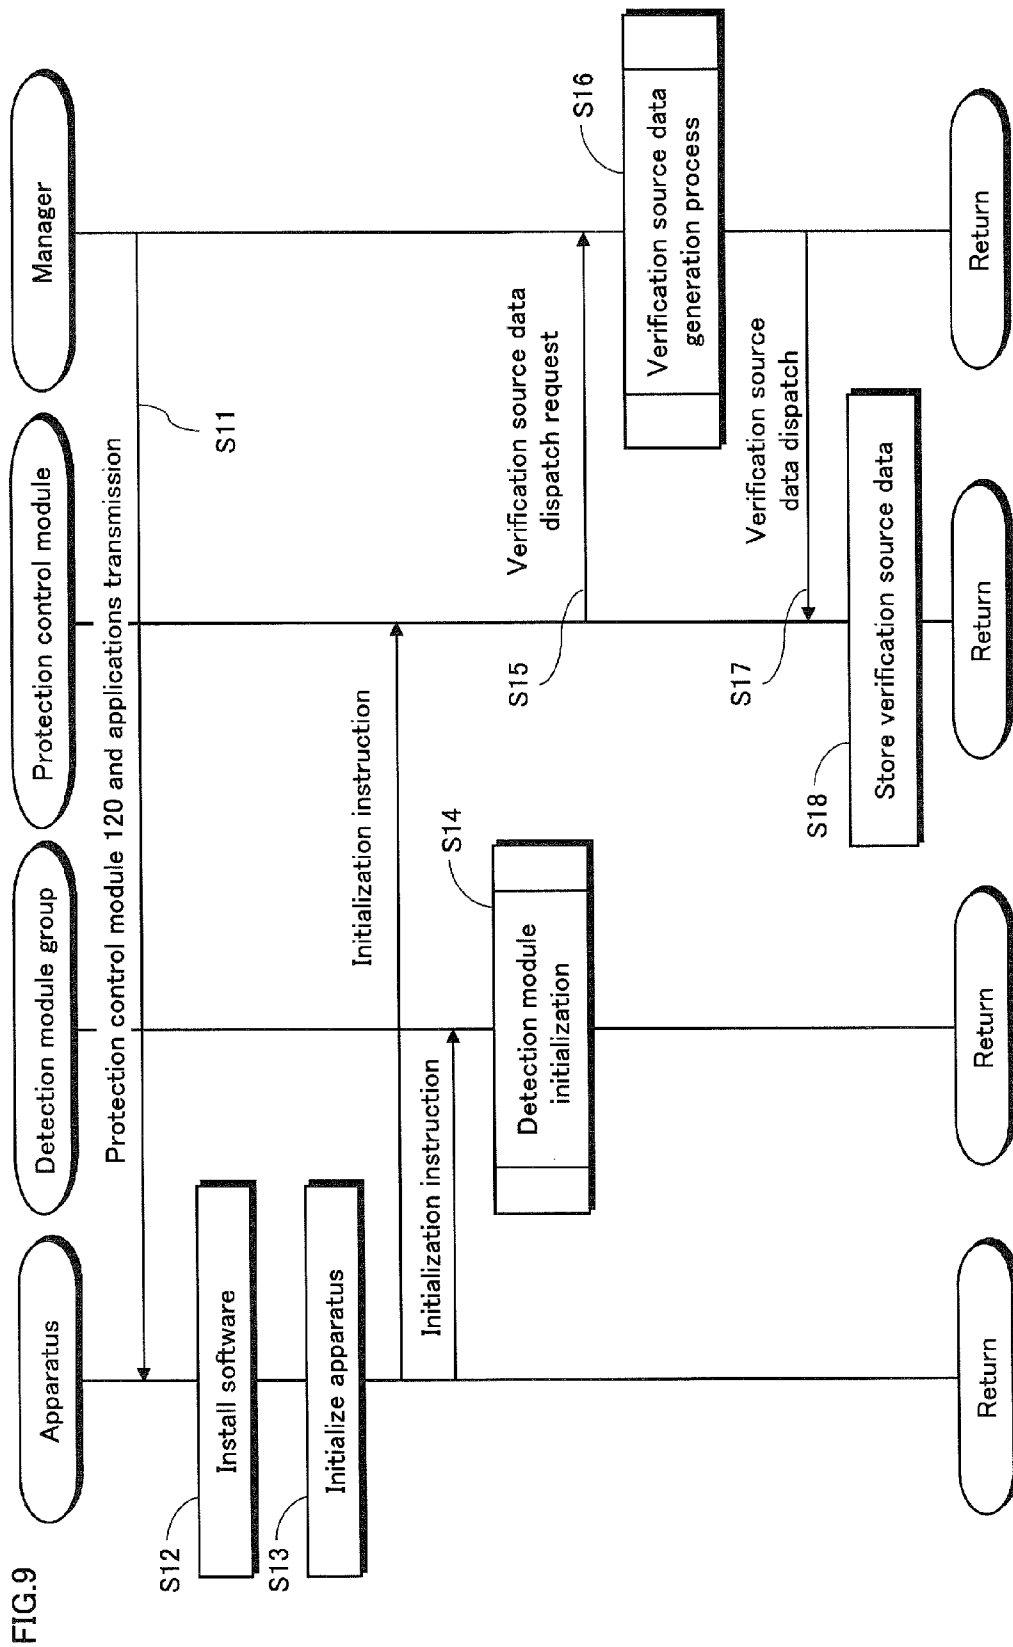 FIG.9
Apparatus
Detection module group
Protection control module
Manager
Protection control module 120 and applications transmission
S11
S12
Install software
S13
Initialize apparatus
Initialization instruction
Initialization instruction
S14
Detection module
initialization
S15
Verification source data
dispatch request
S16
Verification source data
generation process
S17
Verification source
data dispatch
S18
Store verification source data
Return
Return
Return
Return